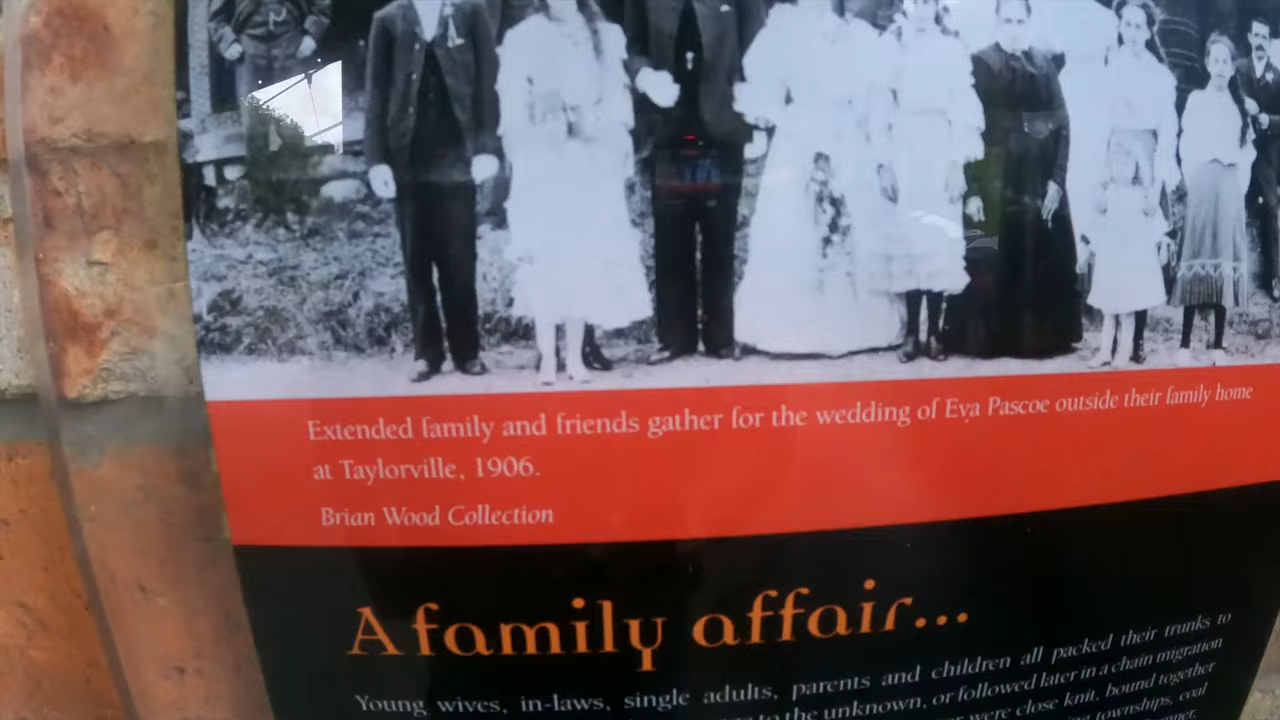 Extended family and friends gather for the wedding of Eva Pascoe outside their family home
at Taylorville, 1906.
Brian Wood Collection
A family affair...
Young wives, in-laws, single adults, parents and children all packed their trunks to
to the unknown, or followed later in a chain migration
were close knit, bound together
townships, coal